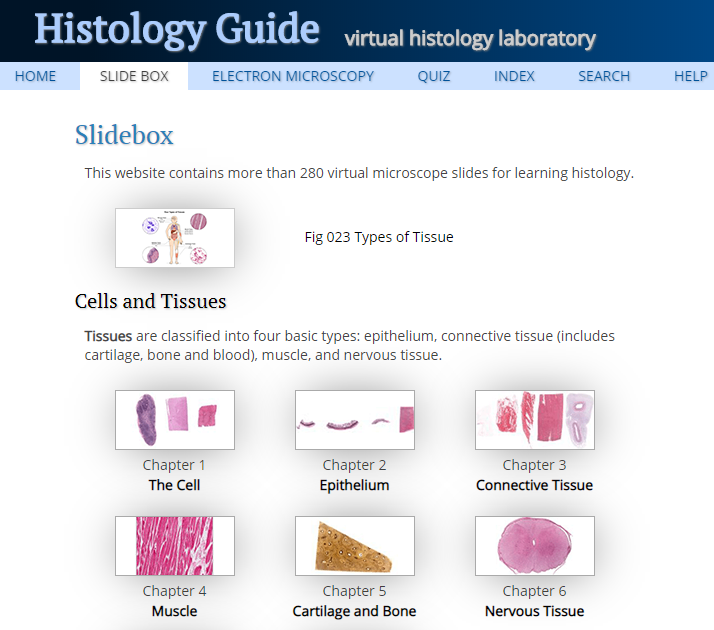 Histology Guide virtual histology laboratory
HOME SLIDE BOX ELECTRON MICROSCOPY QUIZ INDEX SEARCH HELP
Slidebox
This website contains more than 280 virtual microscope slides for learning histology.
Fig 023 Types of Tissue
Cells and Tissues
Tissues are classified into four basic types: epithelium, connective tissue (includes
cartilage, bone and blood), muscle, and nervous tissue.
Chapter 1 Chapter 2 Chapter 3
The Cell Epithelium Connective Tissue
Chapter 4 Chapter 5 Chapter 6
Muscle Cartilage and Bone Nervous Tissue